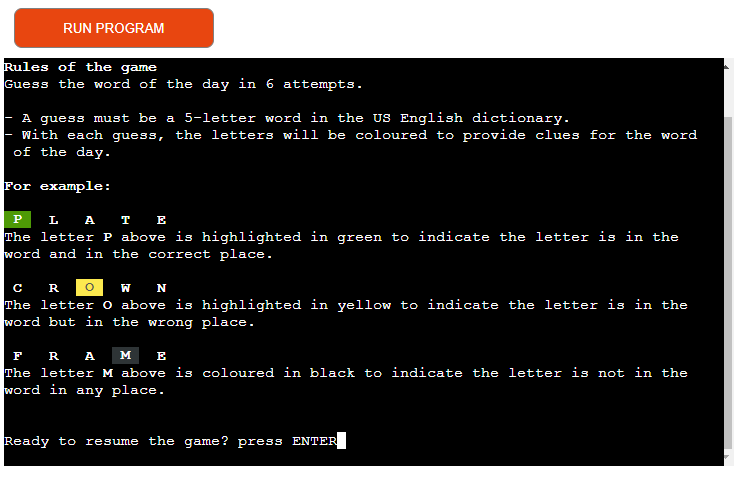 RUN PROGRAM
Rules of the game
Guess the word of the day in 6 attempts.
- A guess must be a 5-letter word in the US English dictionary.
- With each guess, the letters will be coloured to provide clues for the word
of the day.
For example:
P L A T E
The letter P above is highlighted in green to indicate the letter is in the
word and in the correct place.
C R O W N
The letter O above is highlighted in yellow to indicate the letter is in the
word but in the wrong place.
F R A M E
The letter M above is coloured in black to indicate the letter is not in the
word in any place.
Ready to resume the game? press ENTER